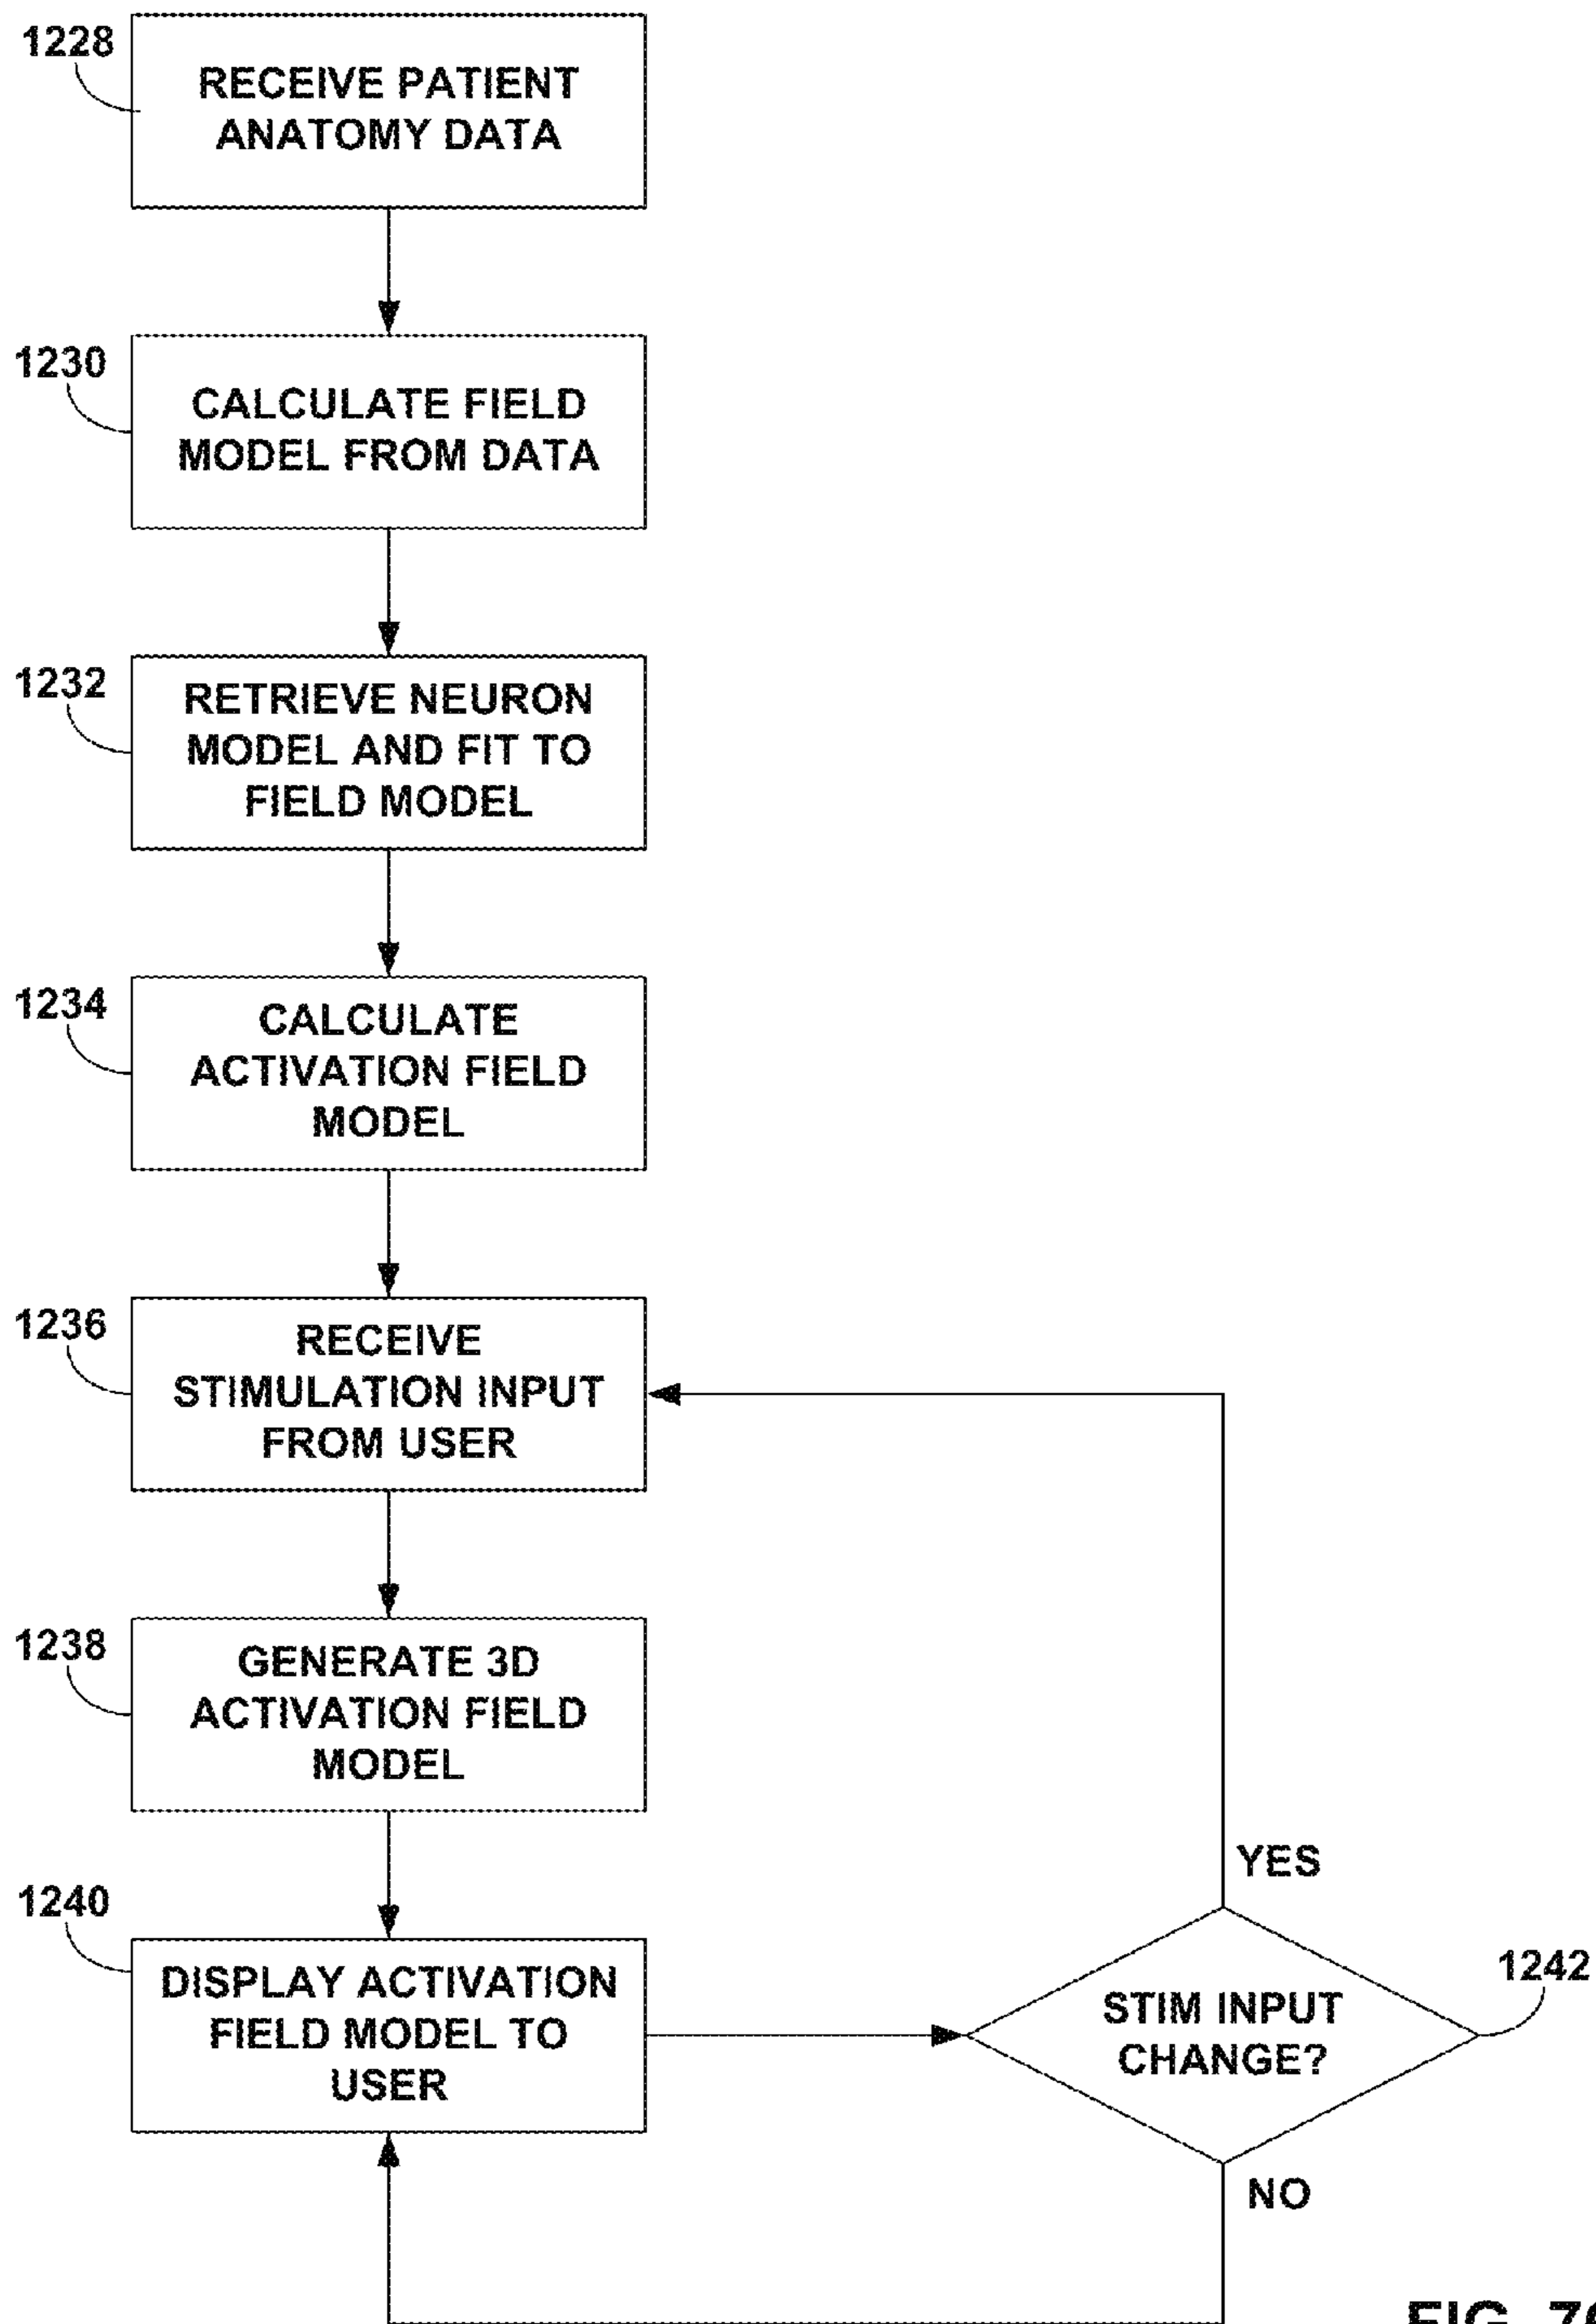 1228
RECEIVE PATIENT
ANATOMY DATA
1230
CALCULATE FIELD
MODEL FROM DATA
1232
RETRIEVE NEURON
MODEL AND FIT TO
FIELD MODEL
1234
CALCULATE
ACTIVATION FIELD
MODEL
1236
RECEIVE
STIMULATION INPUT
FROM USER
1238
GENERATE 3D
ACTIVATION FIELD
MODEL
1240
DISPLAY ACTIVATION
FIELD MODEL TO
USER
YES
1242
STIM INPUT
CHANGE?
NO
FIG.